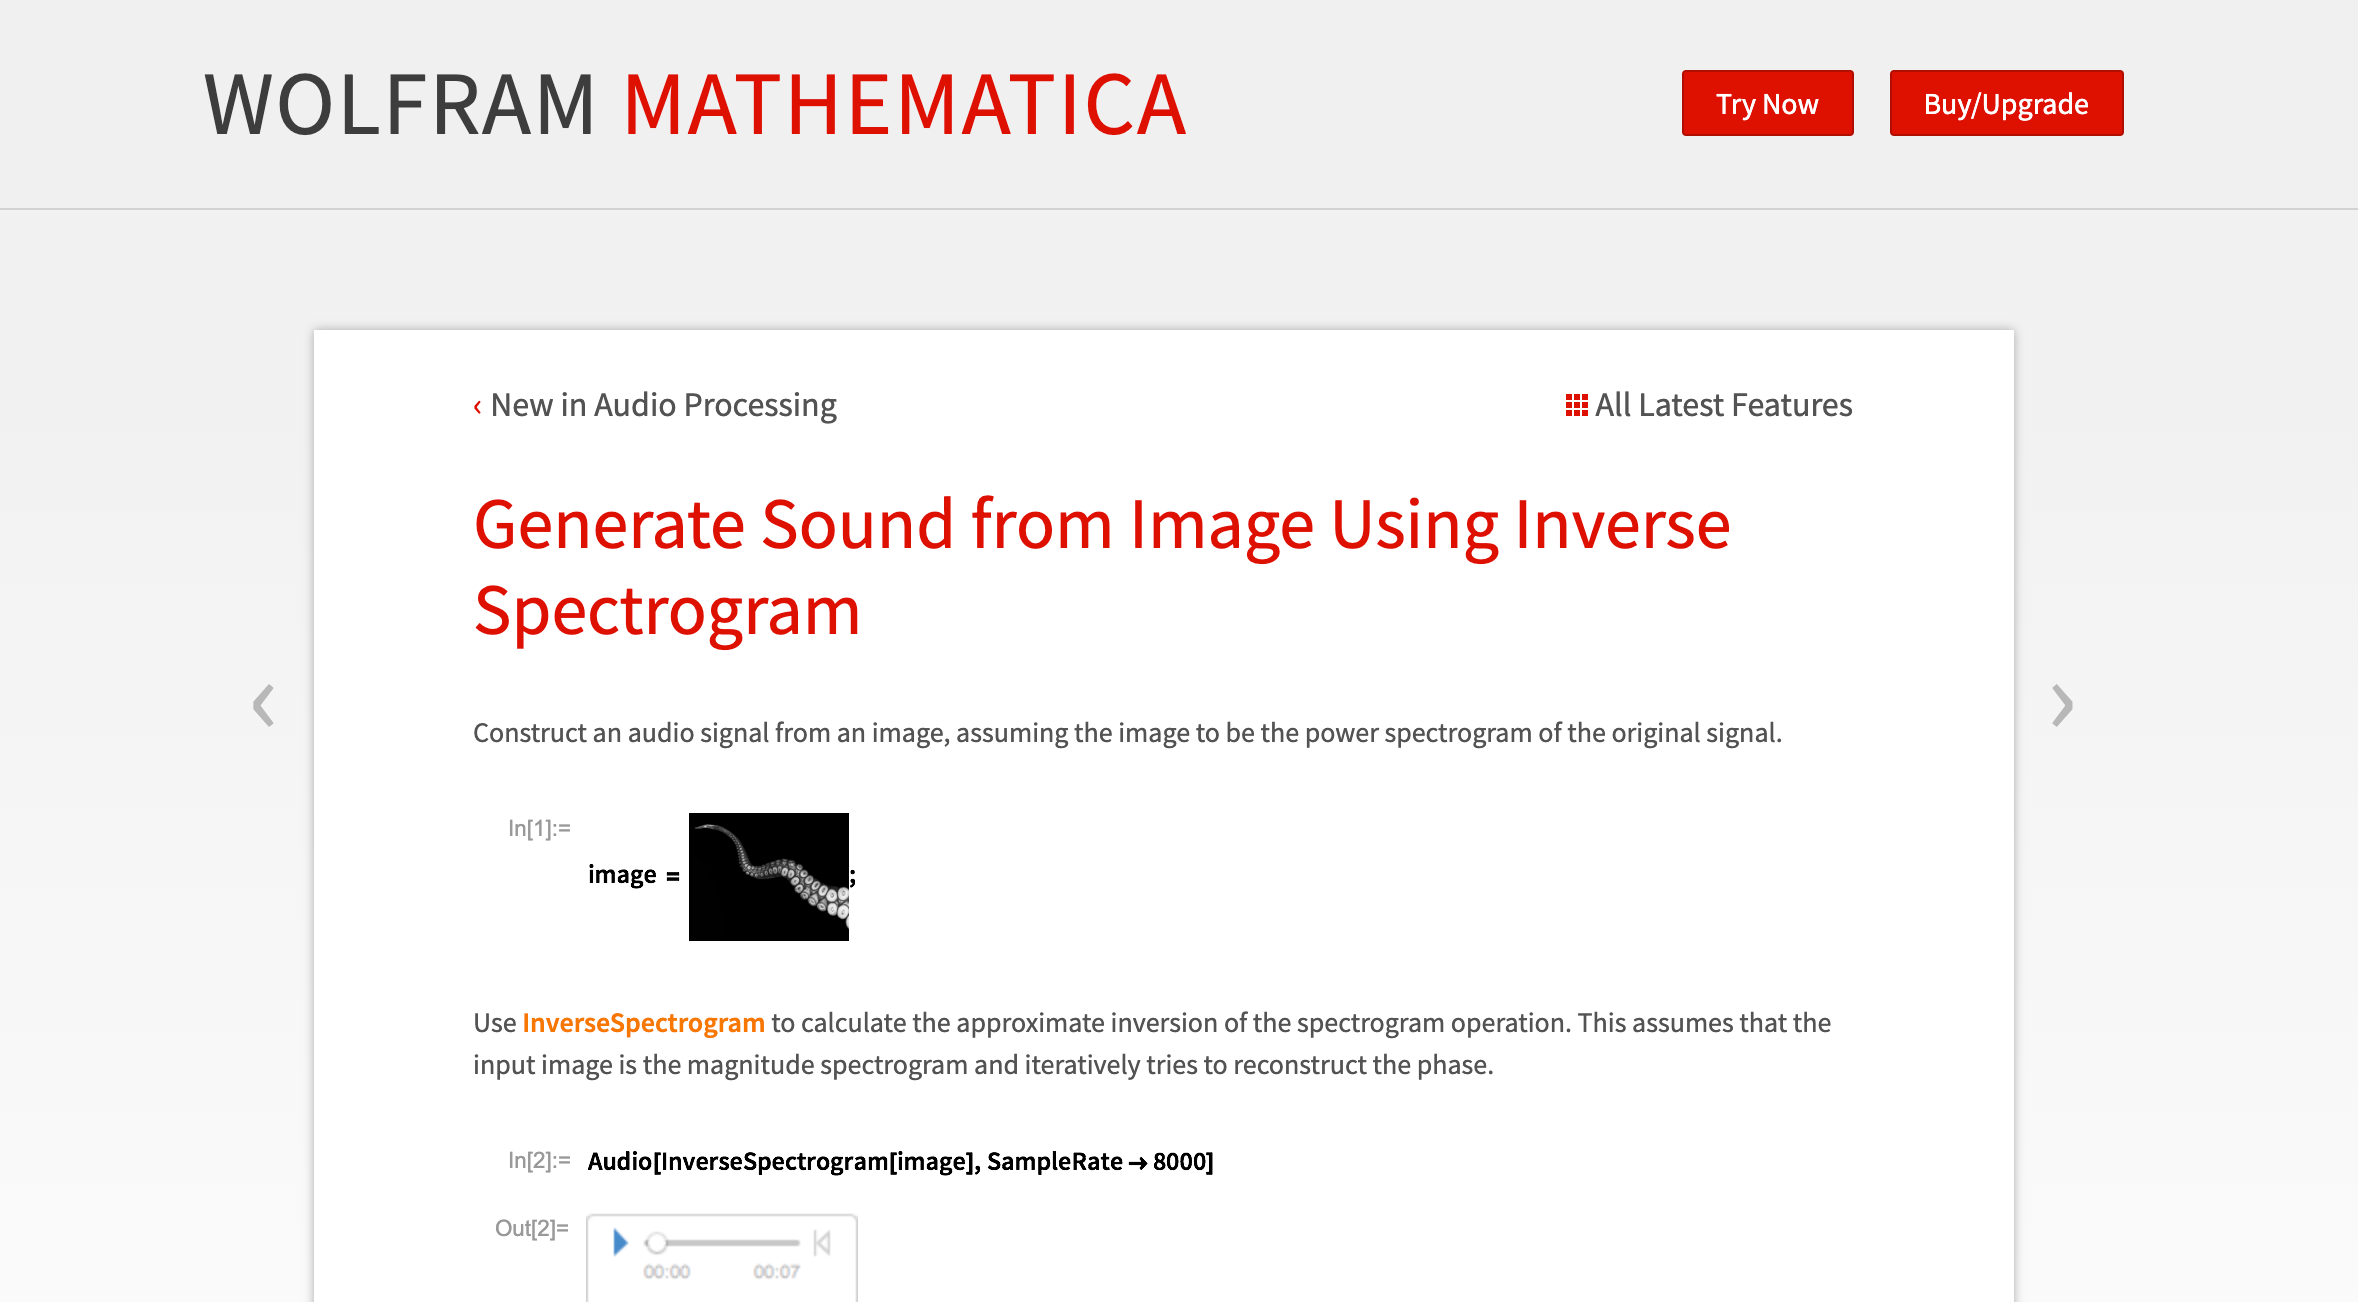 WOLFRAM MATHEMATICA
Try Now
Buy/Upgrade
‹ New in Audio Processing
All Latest Features
Generate Sound from Image Using Inverse
Spectrogram
Construct an audio signal from an image, assuming the image to be the power spectrogram of the original signal.
In[1]:=
image = ;
Use InverseSpectrogram to calculate the approximate inversion of the spectrogram operation. This assumes that the
input image is the magnitude spectrogram and iteratively tries to reconstruct the phase.
In[2]:= Audio[InverseSpectrogram[image], SampleRate → 8000]
Out[2]=
00:00 00:07